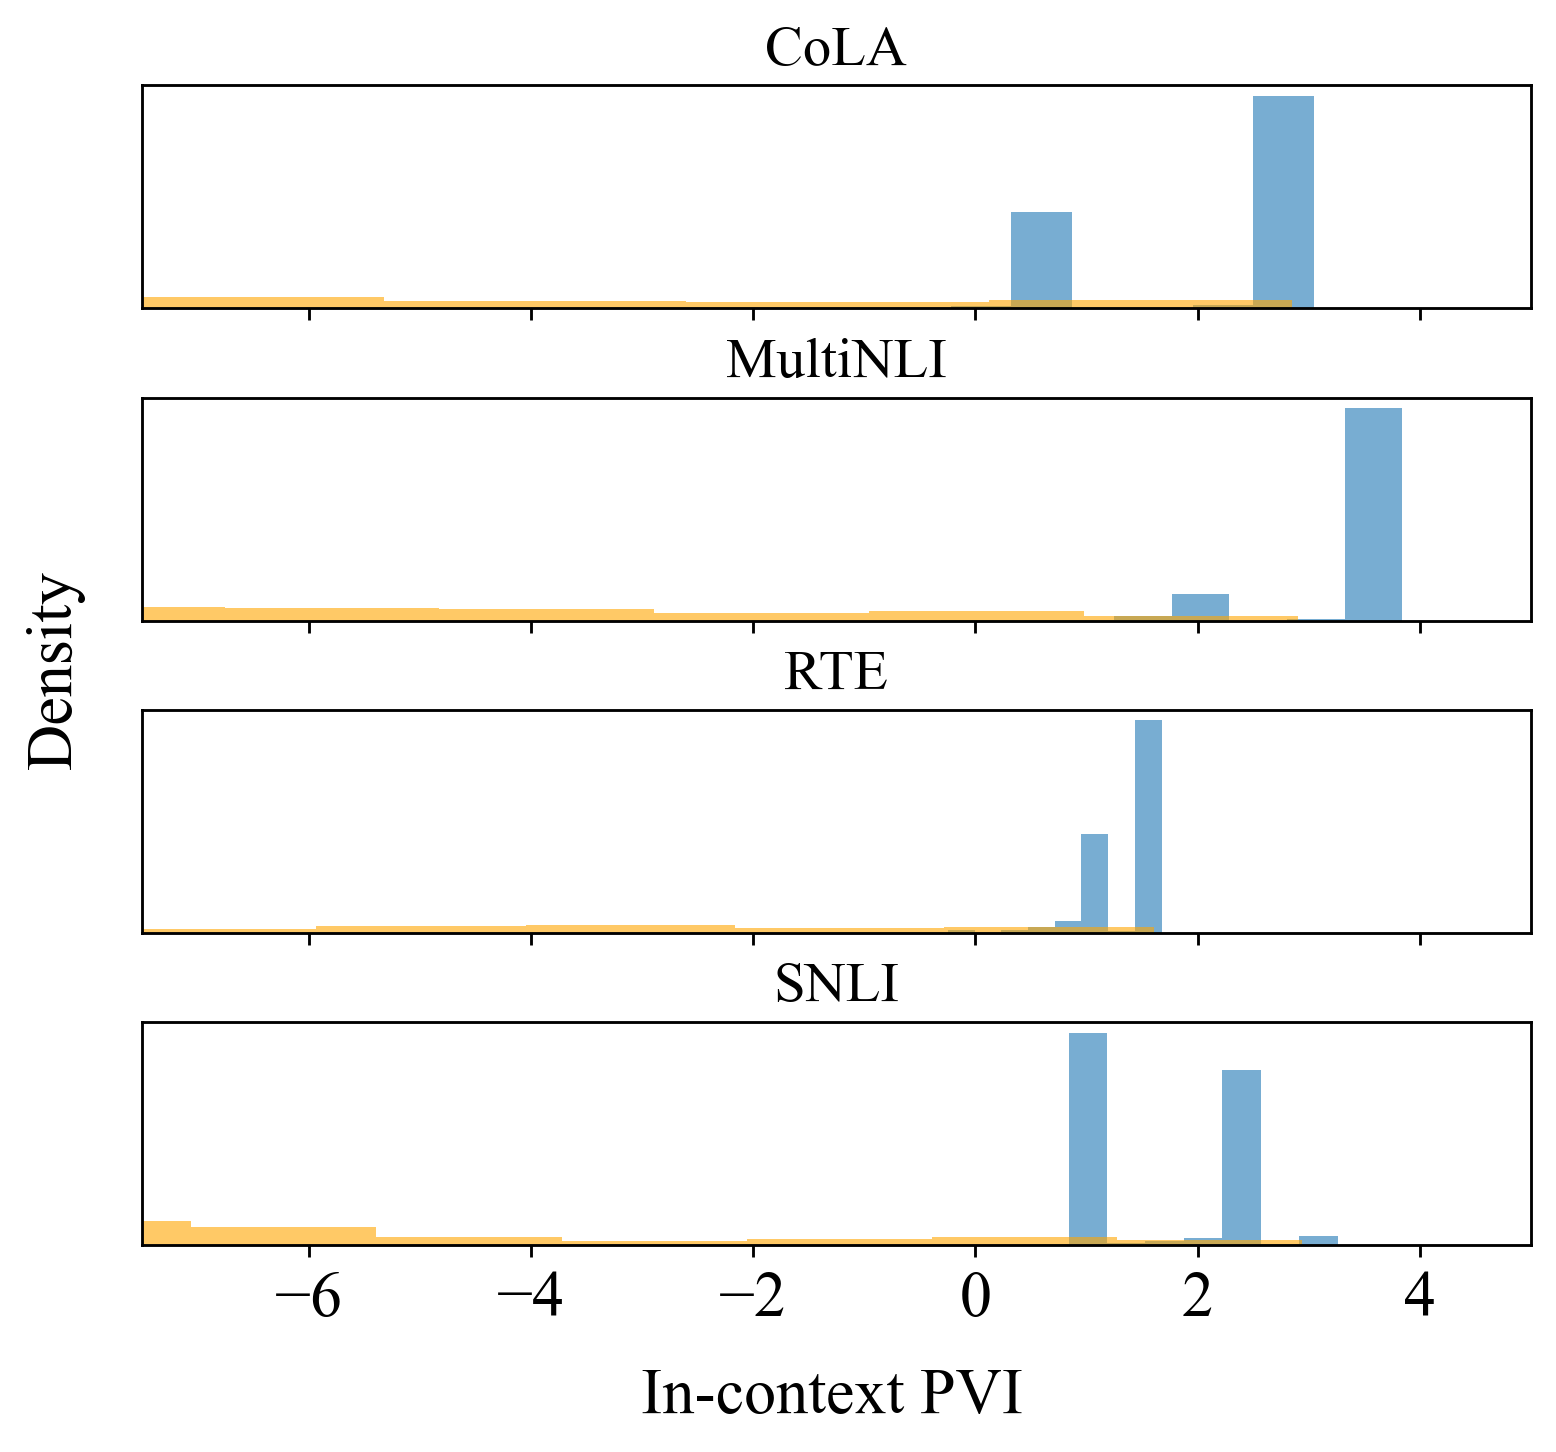 CoLA
MultiNLI
RTE
SNLI
Density
−6 −4 −2 0 2 4
In-context PVI